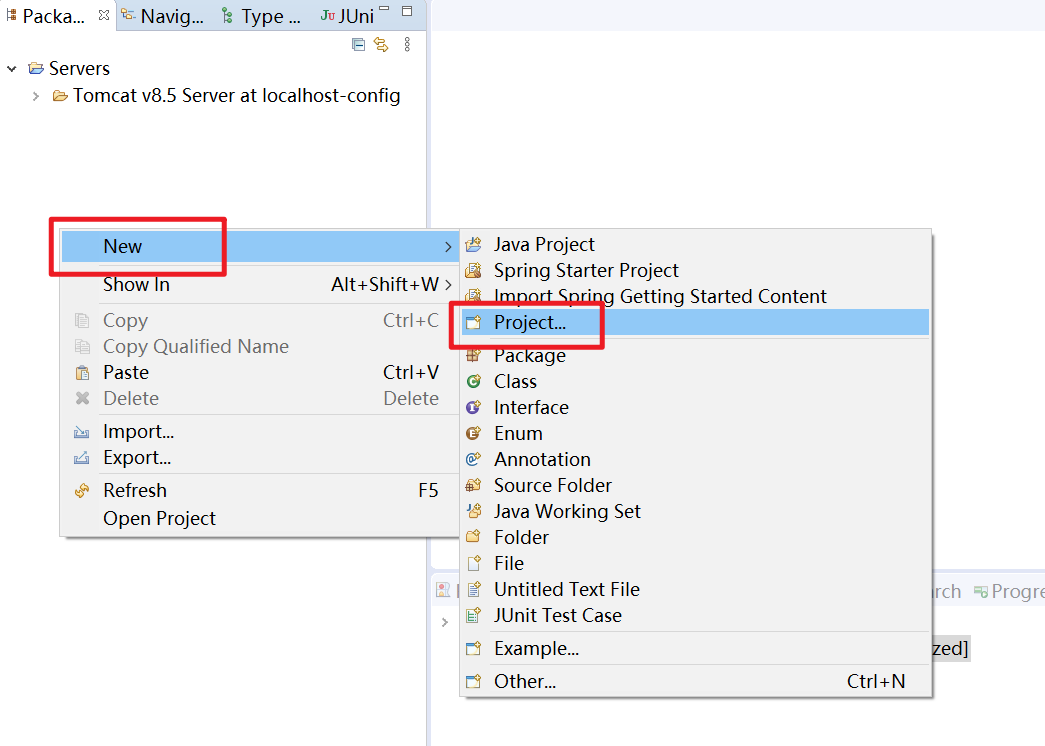 Packa...
Navig...
Type ...
JUni
Servers
Tomcat v8.5 Server at localhost-config
New
Show In Alt+Shift+W
Copy Ctrl+C
Copy Qualified Name
Paste Ctrl+V
Delete Delete
Import...
Export...
Refresh F5
Open Project
Java Project
Spring Starter Project
Import Spring Getting Started Content
Project...
Package
Class
Interface
Enum
Annotation
Source Folder
Java Working Set
Folder
File
Untitled Text File
JUnit Test Case
Example...
Other... Ctrl+N
rch
Progre
zed]